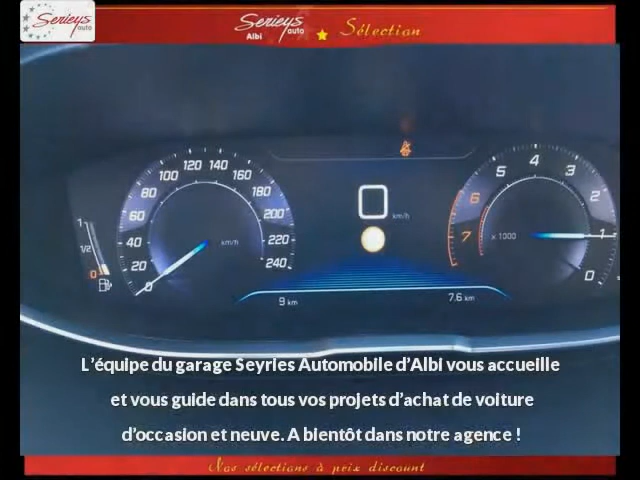 Serieys
auto
Serieys
auto
Albi
Sélection
120 140
100 160
80 180
60 200
40 220
20 240
0
km/h
1
1/2
0
0
km/h
4
5 3
6 2
7 x 1000 1
0
9 km 7.6 km
L'équipe du garage Seyries Automobile d'Albi vous accueille
et vous guide dans tous vos projets d'achat de voiture
d'occasion et neuve. A bientôt dans notre agence !
Nos sélections à prix discount